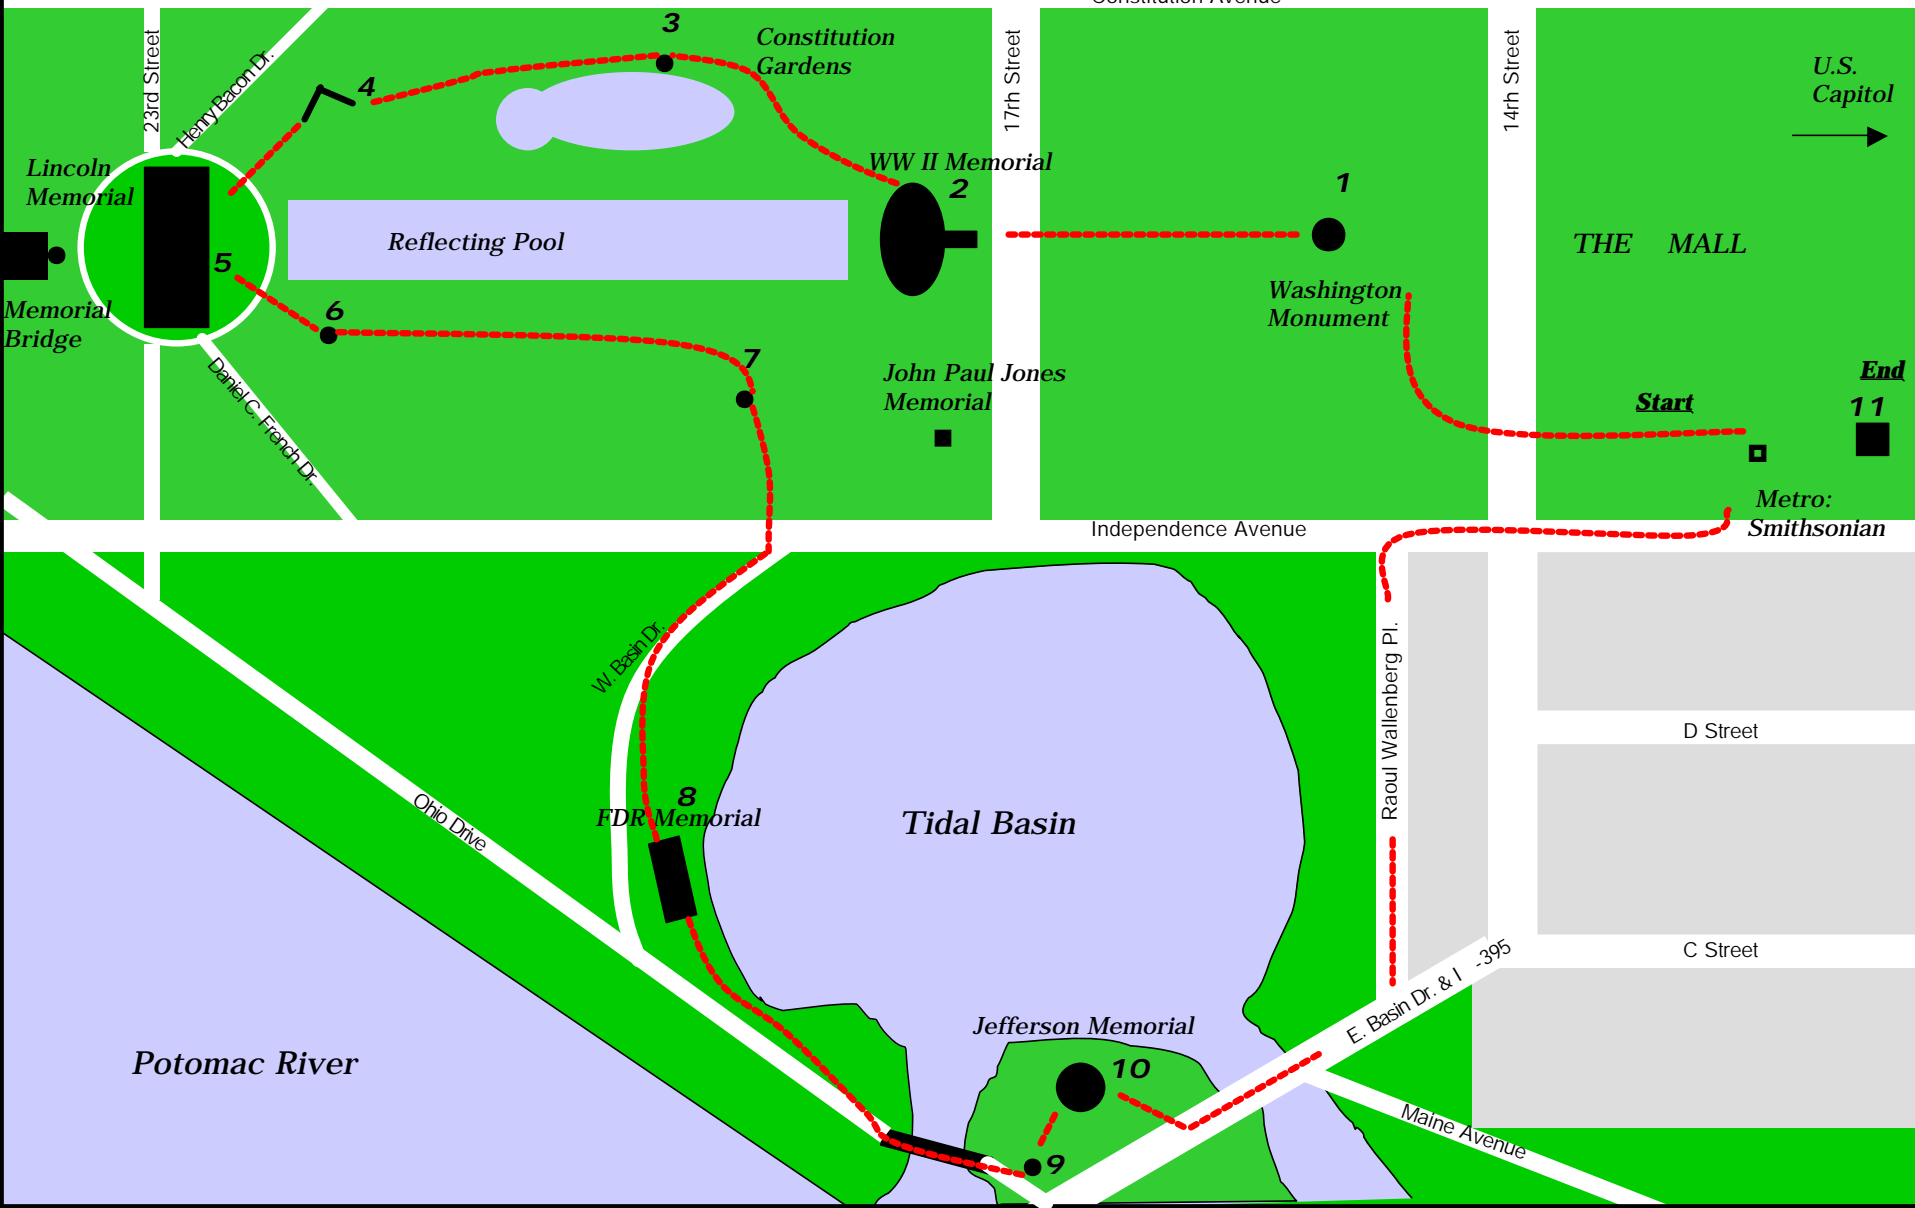 Constitution Avenue
3
Constitution
Gardens
23rd Street
Henry Bacon Dr.
4
17rh Street
14rh Street
U.S.
Capitol
Lincoln
Memorial
WW II Memorial
2
1
5
Reflecting Pool
THE MALL
Memorial
Bridge
6
Washington
Monument
7
John Paul Jones
Memorial
Daniel C. French Dr.
Start
End
11
Metro:
Smithsonian
Independence Avenue
W. Basin Dr.
Raoul Wallenberg Pl.
D Street
Ohio Drive
8
FDR Memorial
Tidal Basin
C Street
E. Basin Dr. & I -395
Potomac River
Jefferson Memorial
10
9
Maine Avenue